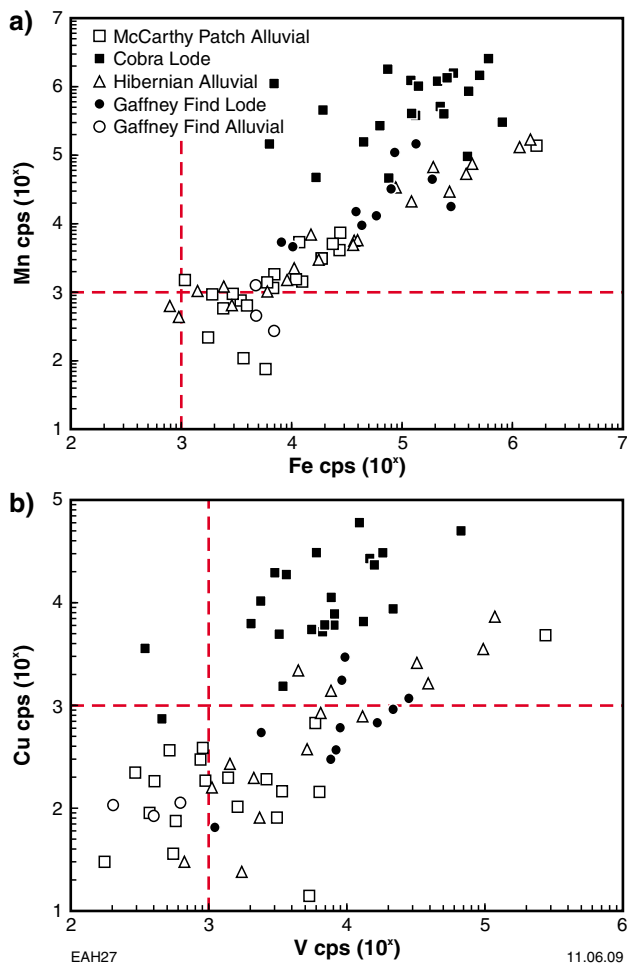 a)
7
6
5
4
3
2
1
Mn cps (10ˣ)
McCarthy Patch Alluvial
Cobra Lode
Hibernian Alluvial
Gaffney Find Lode
Gaffney Find Alluvial
2 3 4 5 6 7
Fe cps (10ˣ)
b)
5
4
3
2
1
Cu cps (10ˣ)
2 3 4 5 6
V cps (10ˣ)
EAH27 11.06.09